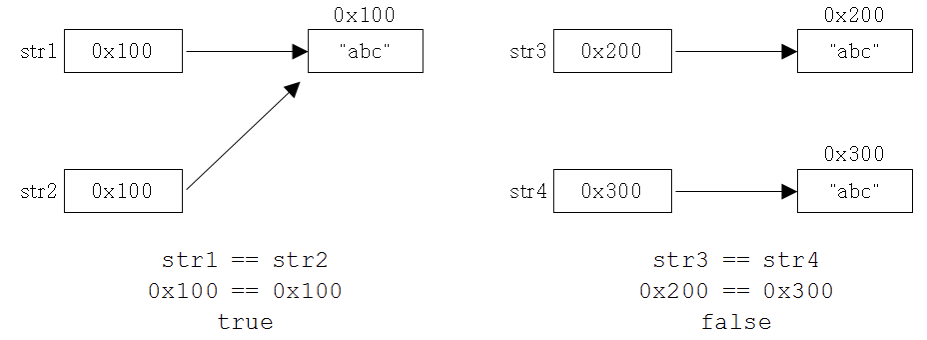 0x100
str1 0x100 "abc"
str2 0x100
str1 == str2
0x100 == 0x100
true
0x200
str3 0x200 "abc"
0x300
str4 0x300 "abc"
str3 == str4
0x200 == 0x300
false